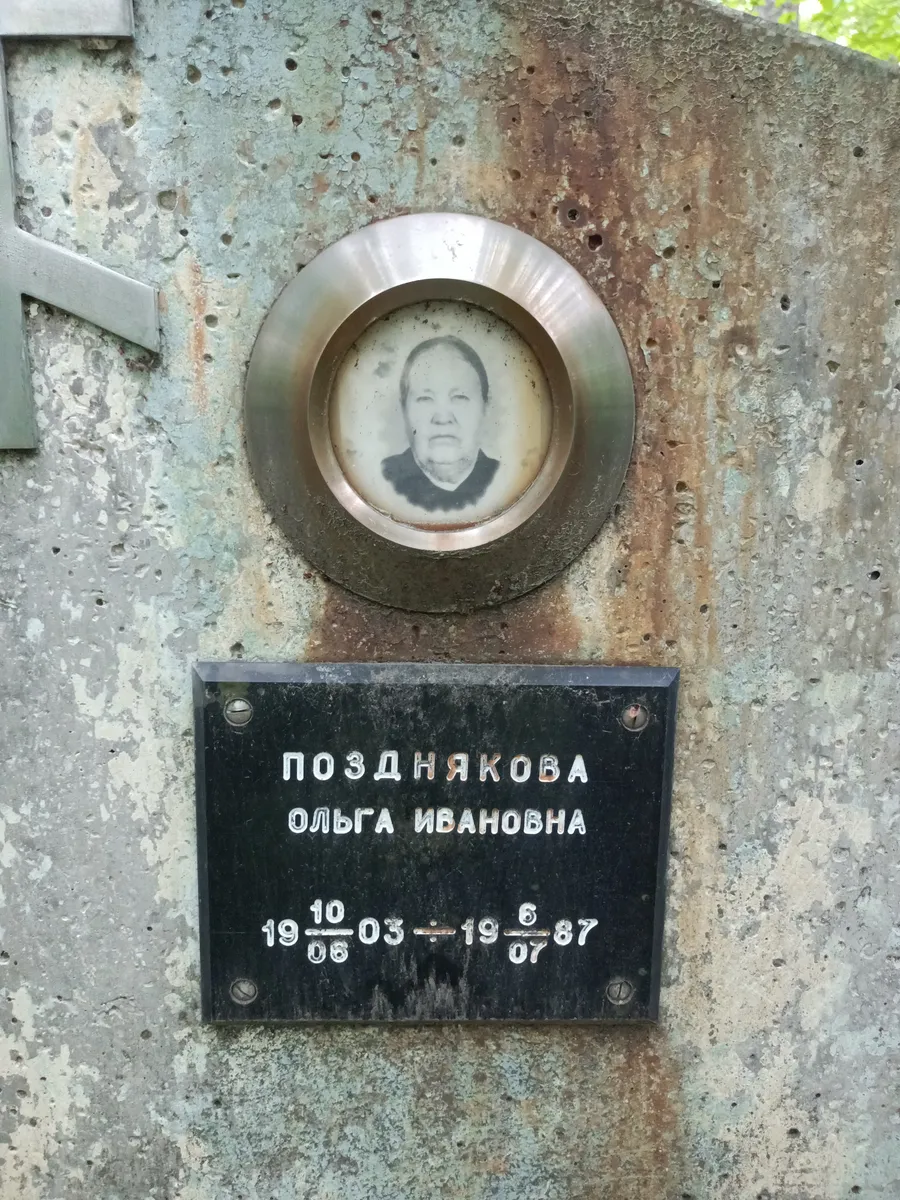 ПОЗДНЯКОВА
ОЛЬГА ИВАНОВНА
19 10/06 03 ÷ 19 6/07 87